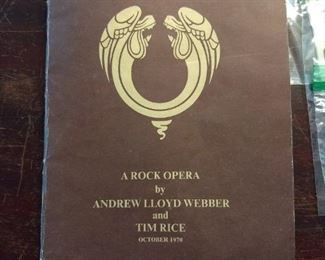 A ROCK OPERA
by
ANDREW LLOYD WEBBER
and
TIM RICE
OCTOBER 1970